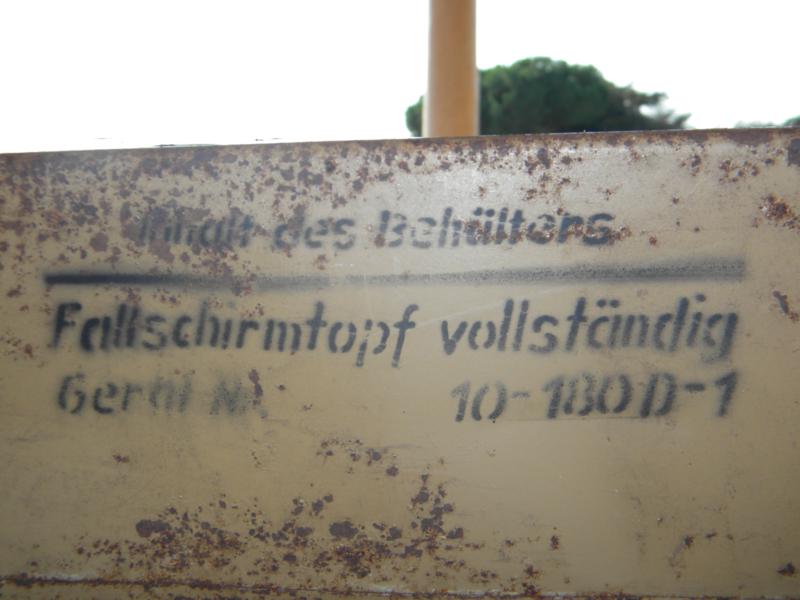 Inhalt des Behälters
Fallschirmtopf vollständig
Gerät Nr. 10-180D-1